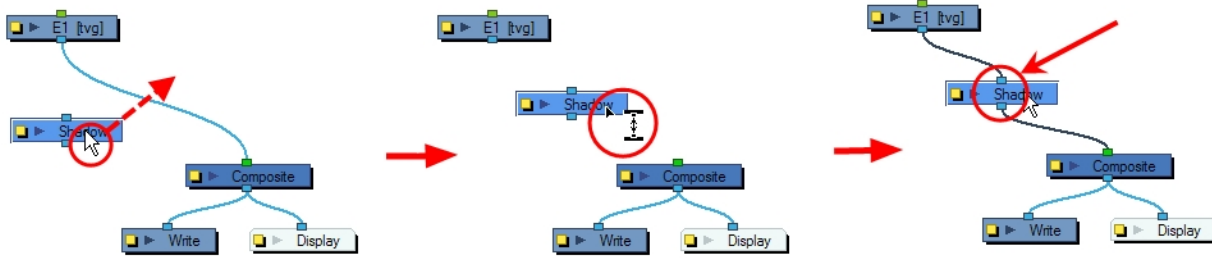 E1 [tvg]
Shadow
Composite
Write
Display
E1 [tvg]
Shadow
Composite
Write
Display
E1 [tvg]
Shadow
Composite
Write
Display